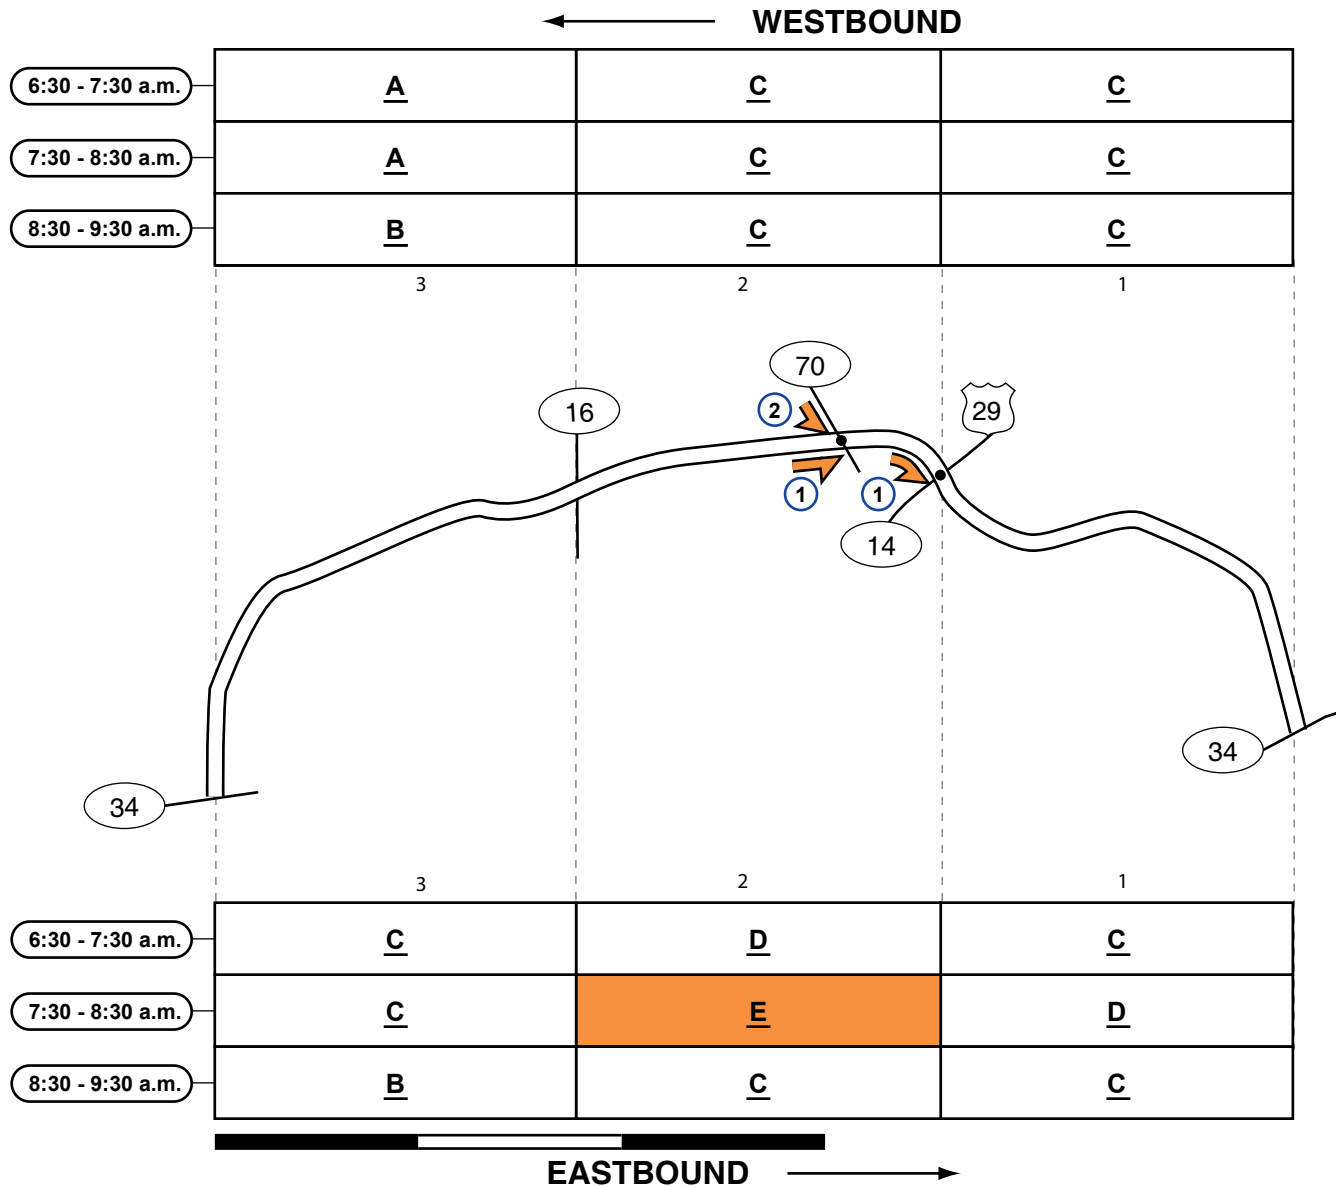 WESTBOUND
6:30 - 7:30 a.m. A C C
7:30 - 8:30 a.m. A C C
8:30 - 9:30 a.m. B C C
3 2 1
70
16
2
29
1 1
14
34
34
3 2 1
6:30 - 7:30 a.m. C D C
7:30 - 8:30 a.m. C E D
8:30 - 9:30 a.m. B C C
EASTBOUND